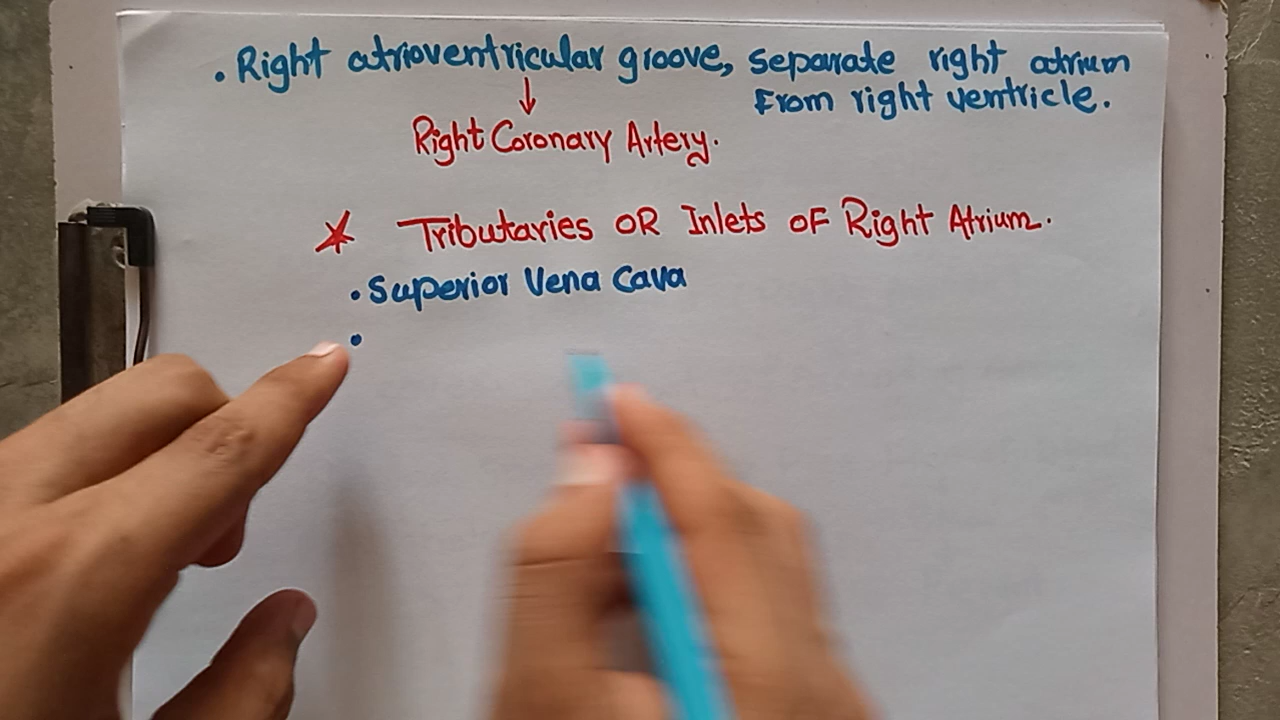 . Right atrioventricular groove, separate right atrium
From right ventricle.
↓
Right Coronary Artery.
* Tributaries OR Inlets OF Right Atrium.
• Superior Vena Cava
•